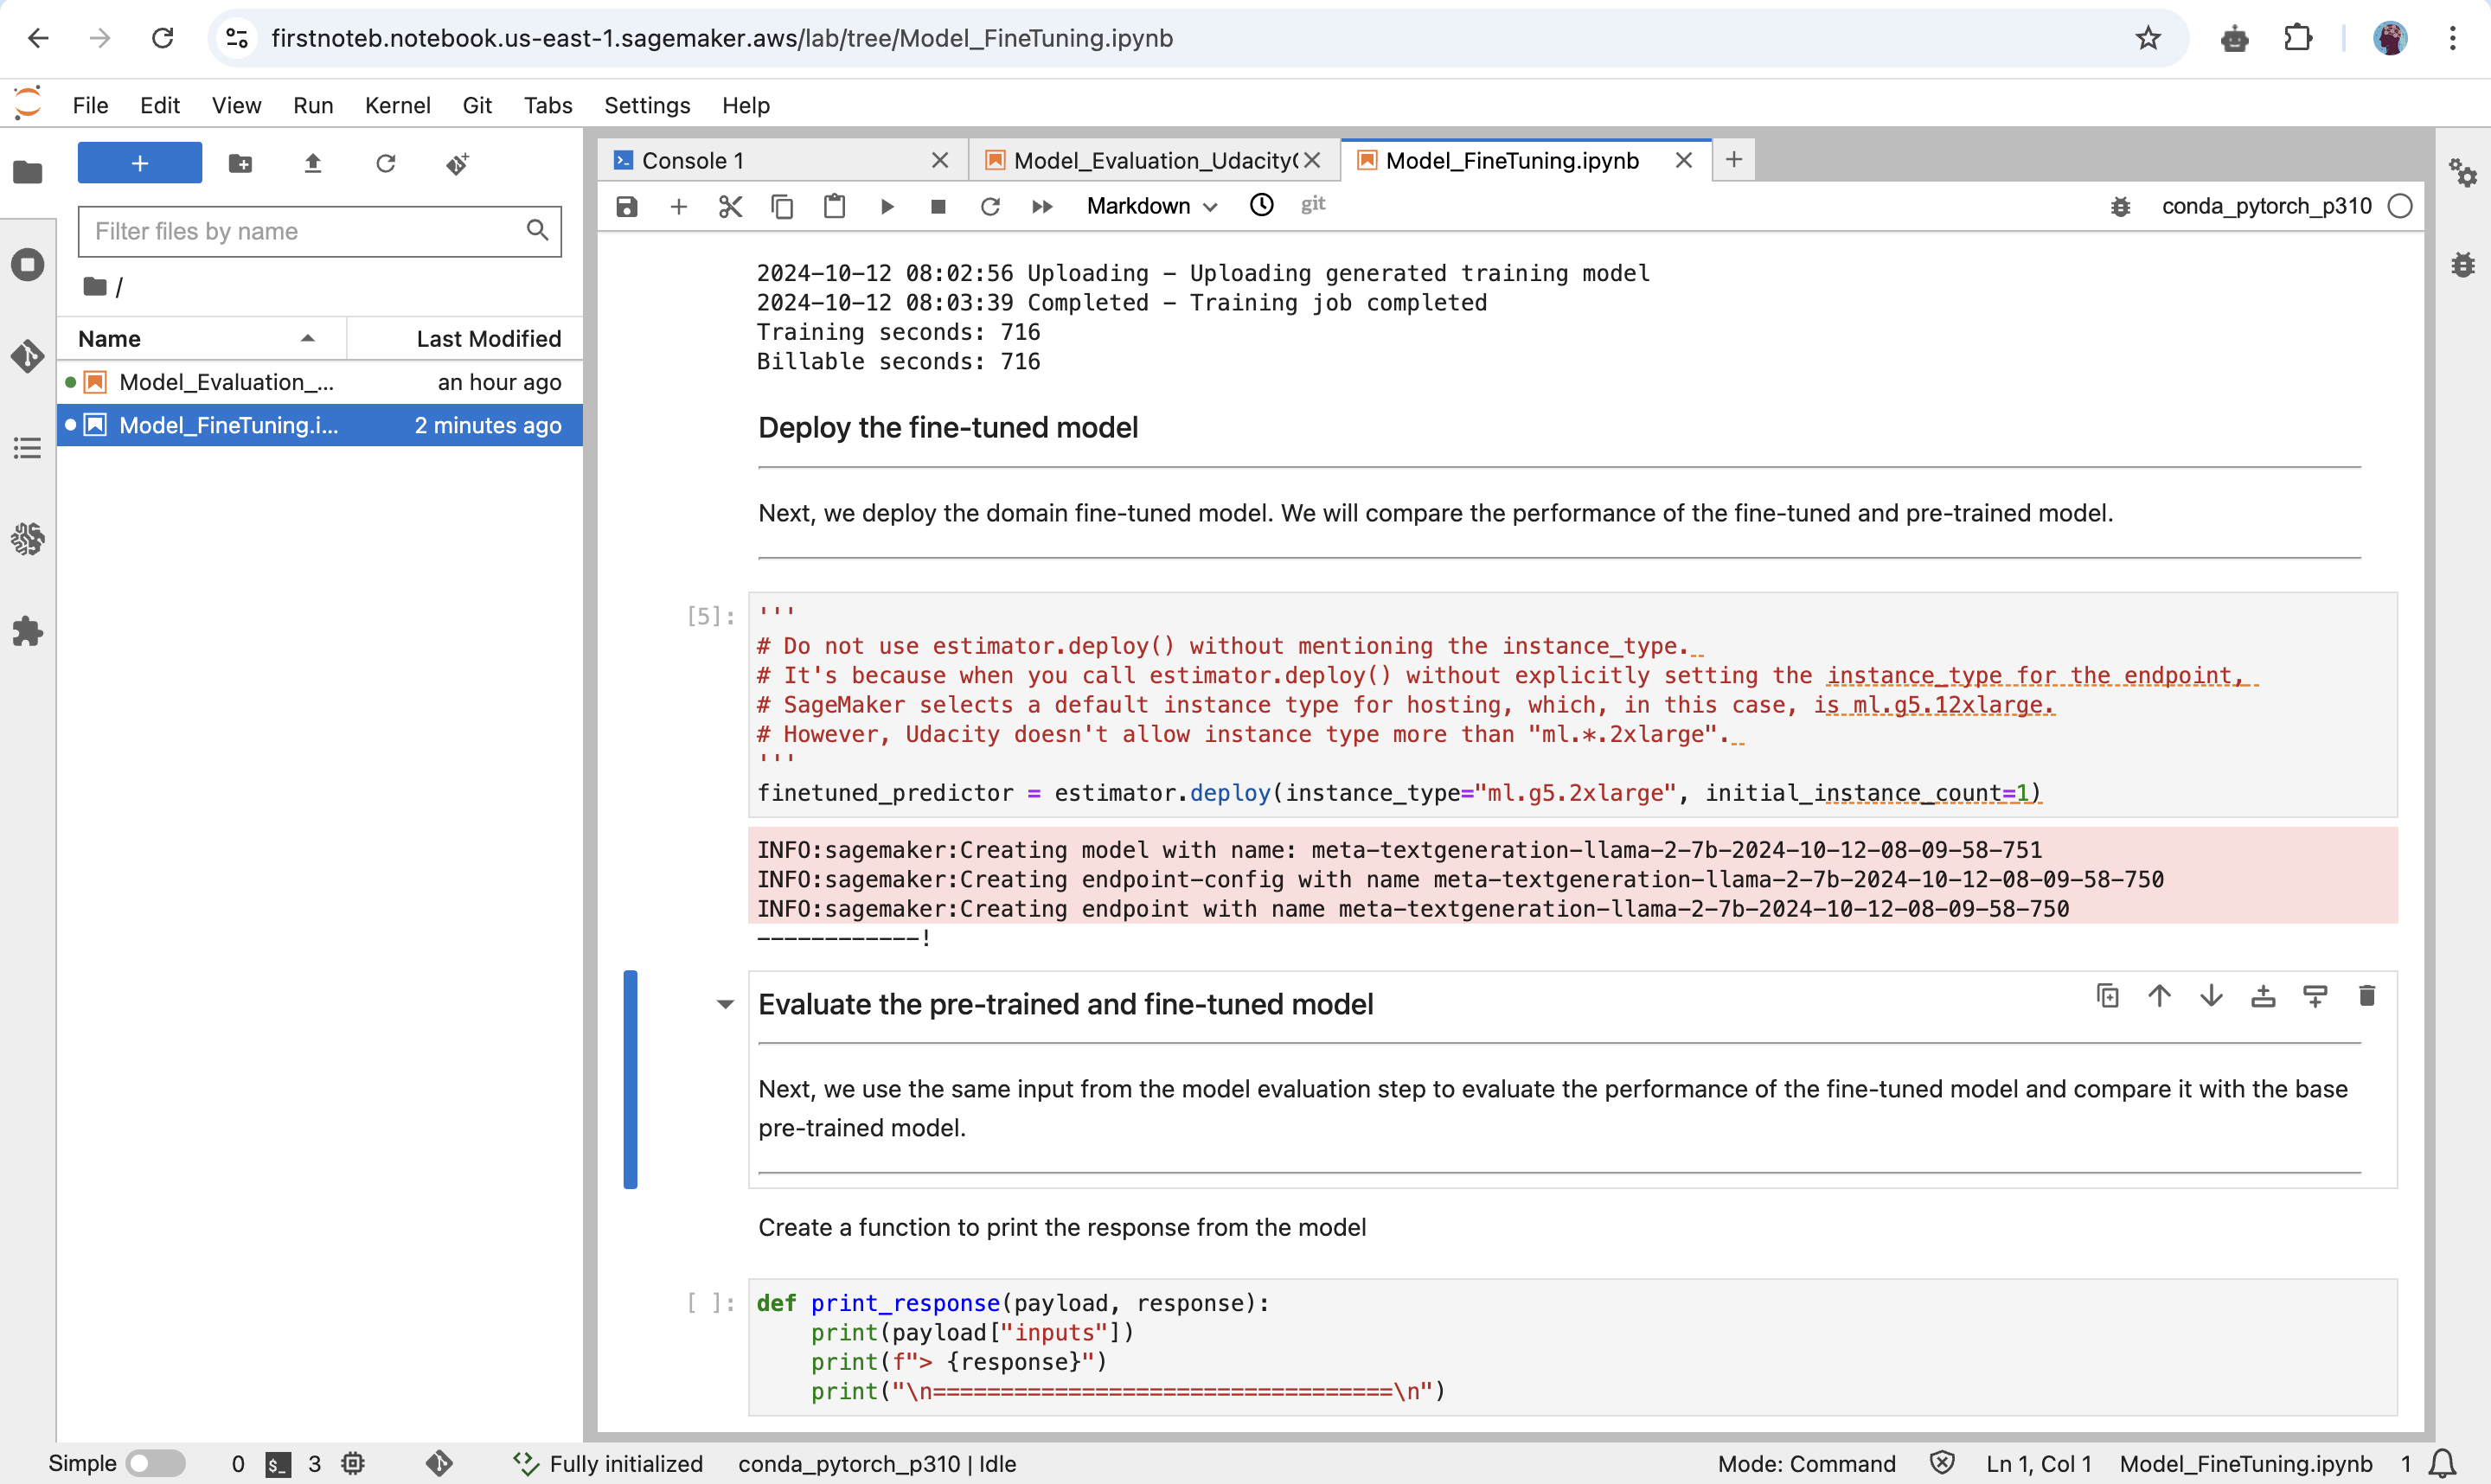 firstnoteb.notebook.us-east-1.sagemaker.aws/lab/tree/Model_FineTuning.ipynb
File Edit View Run Kernel Git Tabs Settings Help
Console 1
Model_Evaluation_Udacity
Model_FineTuning.ipynb
Markdown
git
conda_pytorch_p310
Filter files by name
/
Name Last Modified
Model_Evaluation_... an hour ago
Model_FineTuning.i... 2 minutes ago
2024-10-12 08:02:56 Uploading - Uploading generated training model
2024-10-12 08:03:39 Completed - Training job completed
Training seconds: 716
Billable seconds: 716
Deploy the fine-tuned model
Next, we deploy the domain fine-tuned model. We will compare the performance of the fine-tuned and pre-trained model.
[5]:
'''
# Do not use estimator.deploy() without mentioning the instance_type.
# It's because when you call estimator.deploy() without explicitly setting the instance_type for the endpoint,
# SageMaker selects a default instance type for hosting, which, in this case, is ml.g5.12xlarge.
# However, Udacity doesn't allow instance type more than "ml.*.2xlarge".
'''
finetuned_predictor = estimator.deploy(instance_type="ml.g5.2xlarge", initial_instance_count=1)
INFO:sagemaker:Creating model with name: meta-textgeneration-llama-2-7b-2024-10-12-08-09-58-751
INFO:sagemaker:Creating endpoint-config with name meta-textgeneration-llama-2-7b-2024-10-12-08-09-58-750
INFO:sagemaker:Creating endpoint with name meta-textgeneration-llama-2-7b-2024-10-12-08-09-58-750
------------!
Evaluate the pre-trained and fine-tuned model
Next, we use the same input from the model evaluation step to evaluate the performance of the fine-tuned model and compare it with the base
pre-trained model.
Create a function to print the response from the model
[ ]:
def print_response(payload, response):
    print(payload["inputs"])
    print(f"> {response}")
    print("\n==================================\n")
Simple 0 $_ 3 Fully initialized conda_pytorch_p310 | Idle Mode: Command Ln 1, Col 1 Model_FineTuning.ipynb 1